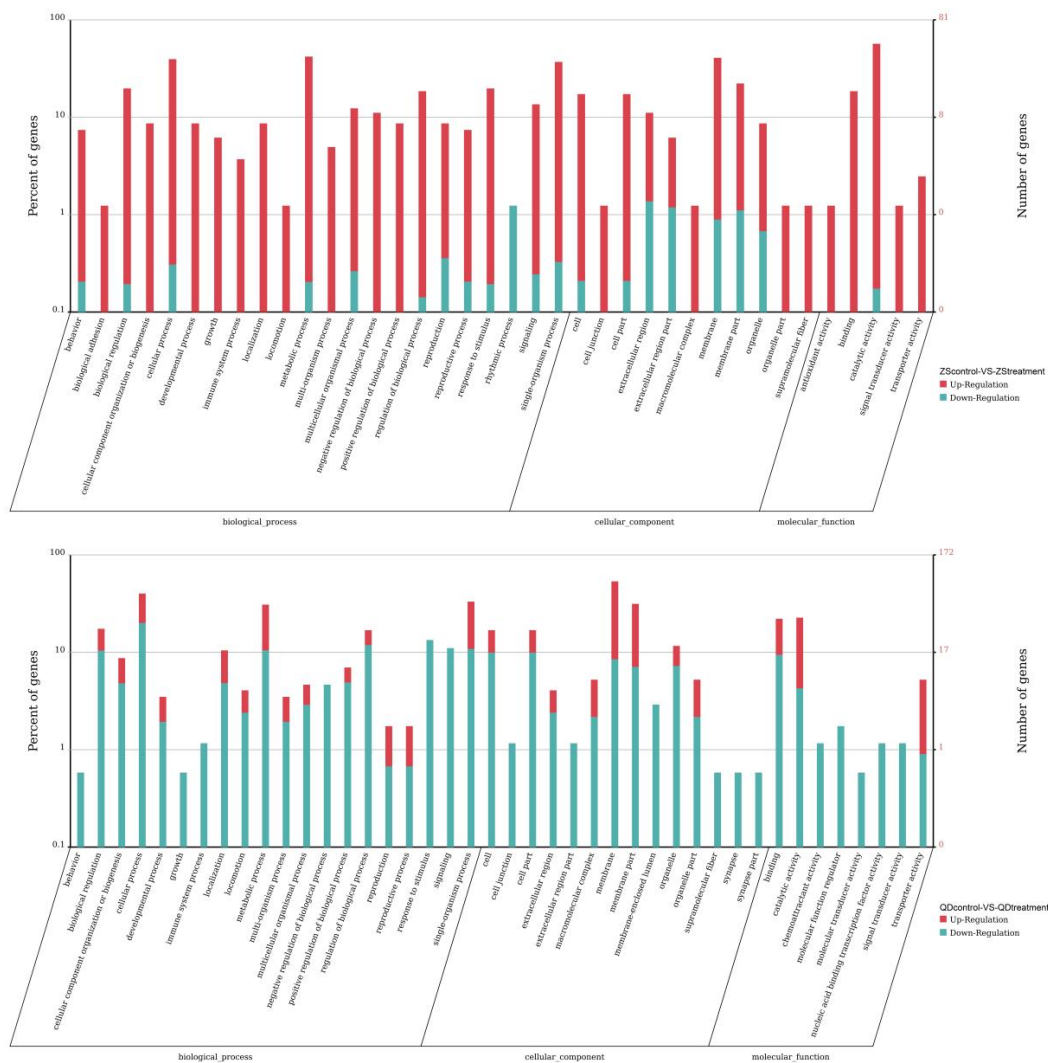 100
10
1
0.1
Percent of genes
81
8
0
0
Number of genes
behavior
biological adhesion
biological regulation
cellular component organization or biogenesis
cellular process
developmental process
growth
immune system process
localization
locomotion
metabolic process
multi-organism process
multicellular organismal process
negative regulation of biological process
positive regulation of biological process
regulation of biological process
reproduction
reproductive process
response to stimulus
rhythmic process
signaling
single-organism process
cell
cell junction
cell part
extracellular region
extracellular region part
macromolecular complex
membrane
membrane part
organelle
organelle part
supramolecular fiber
antioxidant activity
binding
catalytic activity
signal transducer activity
transporter activity
ZScontrol-VS-ZStreatment
Up-Regulation
Down-Regulation
biological_process
cellular_component
molecular_function
100
10
1
0.1
Percent of genes
172
17
1
0
Number of genes
behavior
biological regulation
cellular component organization or biogenesis
cellular process
developmental process
growth
immune system process
localization
locomotion
metabolic process
multi-organism process
multicellular organismal process
negative regulation of biological process
positive regulation of biological process
regulation of biological process
reproduction
reproductive process
response to stimulus
signaling
single-organism process
cell
cell junction
cell part
extracellular region
extracellular region part
macromolecular complex
membrane
membrane part
membrane-enclosed lumen
organelle
organelle part
supramolecular fiber
synapse
synapse part
binding
catalytic activity
chemoattractant activity
molecular function regulator
molecular transducer activity
nucleic acid binding transcription factor activity
signal transducer activity
transporter activity
QDcontrol-VS-QDtreatment
Up-Regulation
Down-Regulation
biological_process
cellular_component
molecular_function